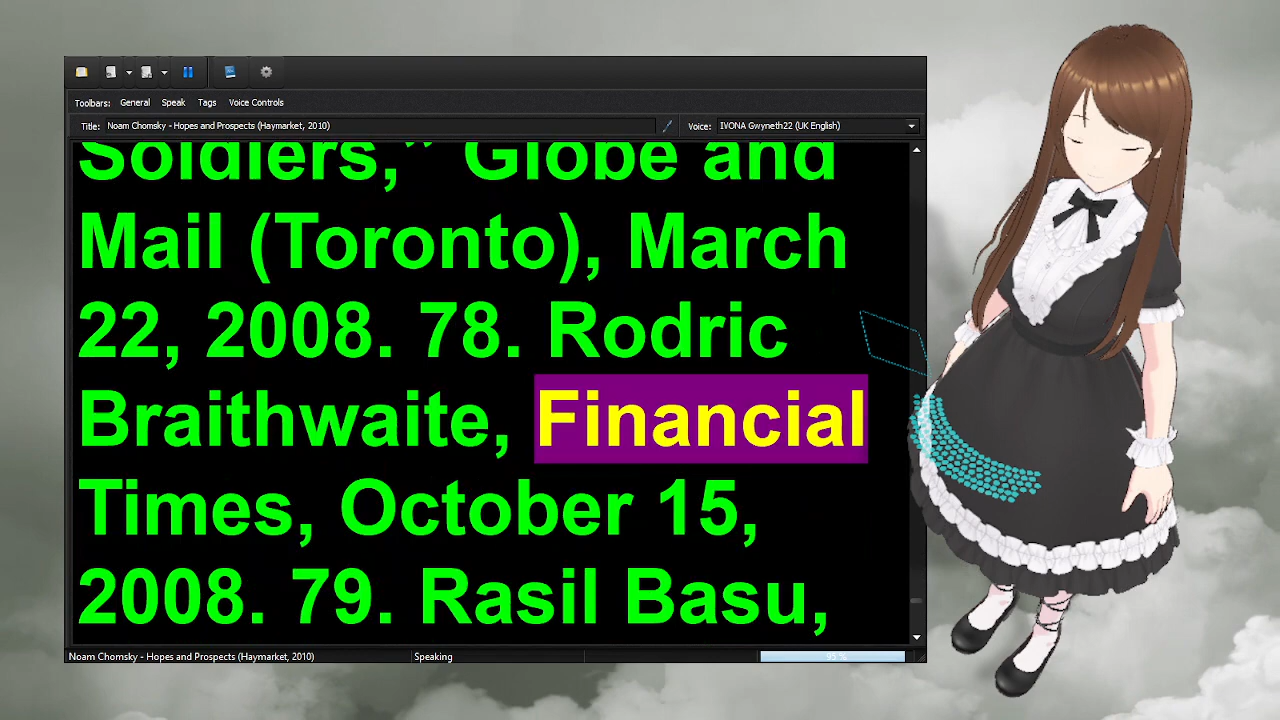 Toolbars: General Speak Tags Voice Controls
Title: Noam Chomsky - Hopes and Prospects (Haymarket, 2010) Voice: IVONA Gwyneth22 (UK English)
Soldiers,” Globe and
Mail (Toronto), March
22, 2008. 78. Rodric
Braithwaite, Financial
Times, October 15,
2008. 79. Rasil Basu,
Noam Chomsky - Hopes and Prospects (Haymarket, 2010) Speaking 95 %